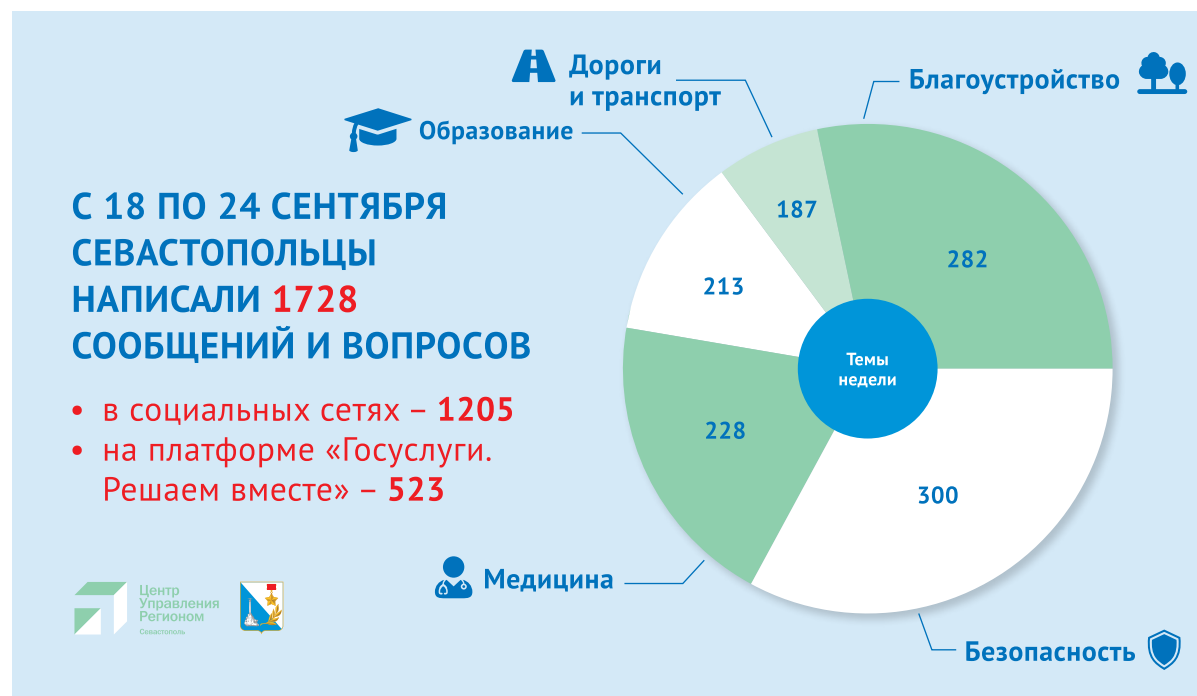 С 18 ПО 24 СЕНТЯБРЯ
СЕВАСТОПОЛЬЦЫ
НАПИСАЛИ 1728
СООБЩЕНИЙ И ВОПРОСОВ
• в социальных сетях – 1205
• на платформе «Госуслуги.
Решаем вместе» – 523
Центр
Управления
Регионом
Севастополь
Дороги
и транспорт
Благоустройство
Образование
187
282
213
Темы
недели
228
300
Медицина
Безопасность